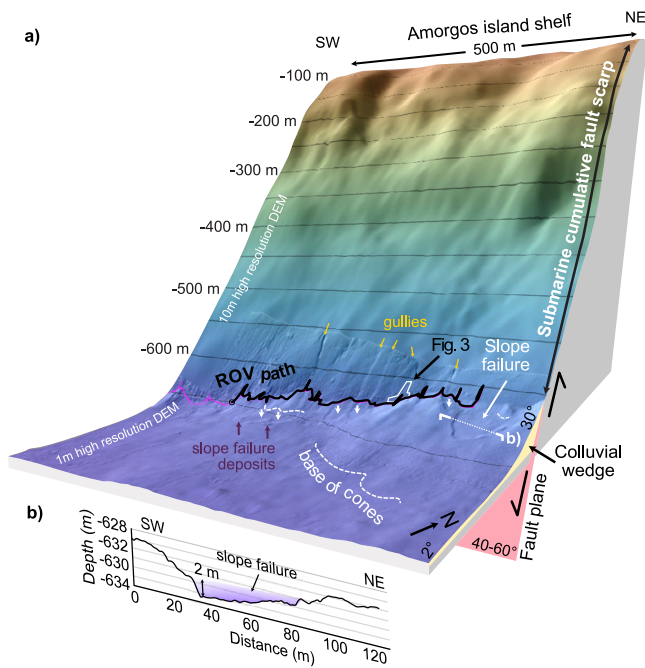 a)
Amorgos island shelf
SW
NE
500 m
-100 m
-200 m
-300 m
-400 m
-500 m
-600 m
10m high resolution DEM
Submarine cumulative fault scarp
gullies
Fig. 3
Slope
failure
ROV path
1m high resolution DEM
slope failure
deposits
base of cones
b)
30°
Colluvial
wedge
N
2°
Fault plane
40-60°
b)
-628
SW
-632
-630
-634
Depth (m)
2 m
slope failure
NE
0
20
40
60
80
100
120
Distance (m)